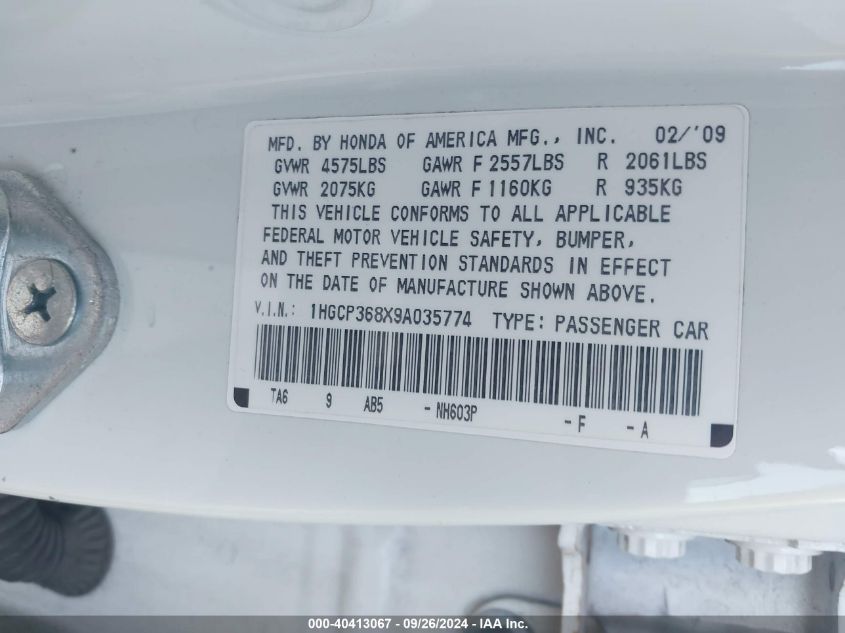 MFD. BY HONDA OF AMERICA MFG., INC. 02/'09
GVWR 4575LBS GAWR F 2557LBS R 2061LBS
GVWR 2075KG GAWR F 1160KG R 935KG
THIS VEHICLE CONFORMS TO ALL APPLICABLE
FEDERAL MOTOR VEHICLE SAFETY, BUMPER,
AND THEFT PREVENTION STANDARDS IN EFFECT
ON THE DATE OF MANUFACTURE SHOWN ABOVE.
V.I.N.: 1HGCP368X9A035774 TYPE: PASSENGER CAR
TA6 9 AB5 -NH603P -F -A
000-40413067 - 09/26/2024 - Copyright © IAA, Inc.